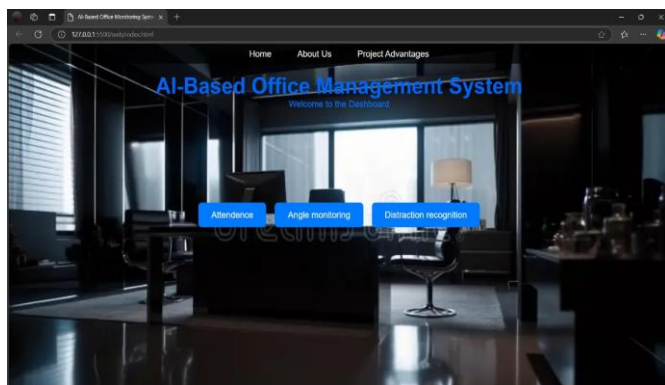 AI-Based Office Monitoring Syste
127.0.0.1:5500/web/index.html
Home About Us Project Advantages
AI-Based Office Management System
Welcome to the Dashboard
Attendence Angle monitoring Distraction recognition
dreamstime